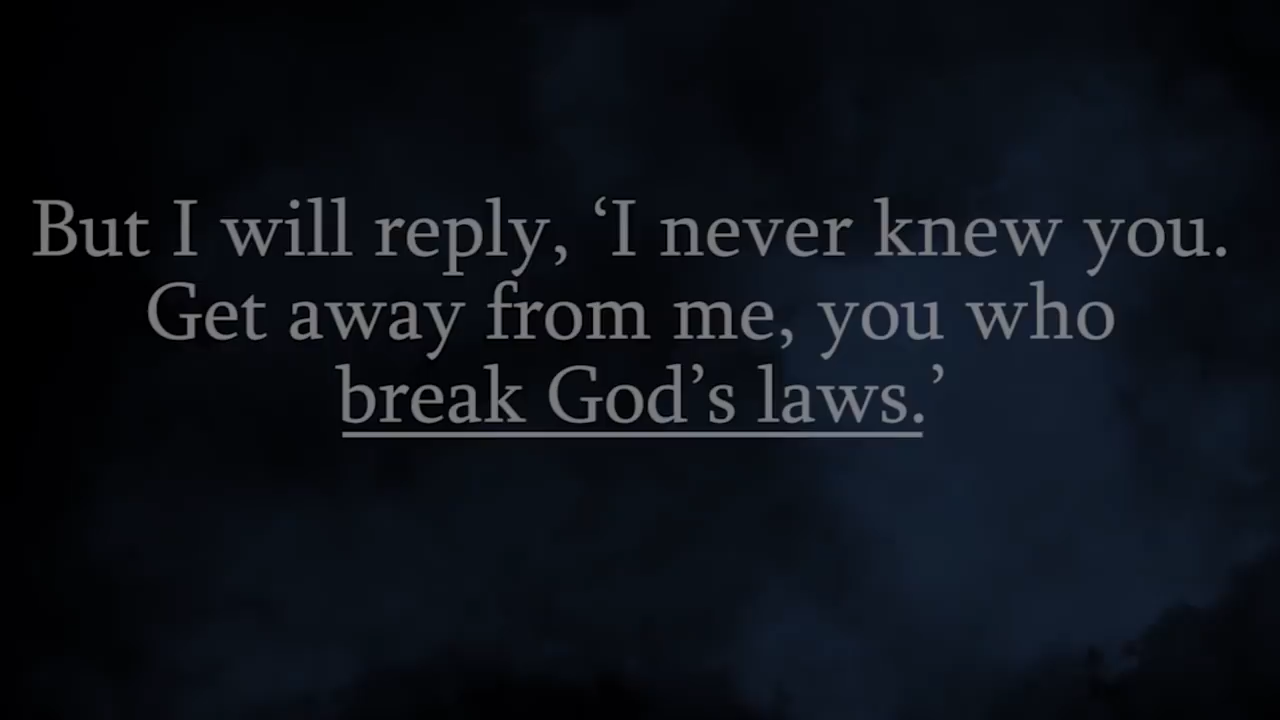 But I will reply, ‘I never knew you.
Get away from me, you who
break God’s laws.’